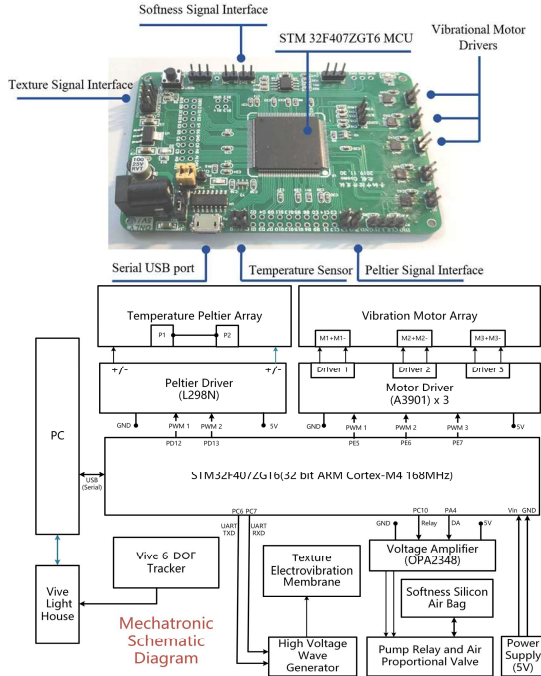 Softness Signal Interface
STM 32F407ZGT6 MCU
Vibrational Motor
Drivers
Texture Signal Interface
Serial USB port
Temperature Sensor
Peltier Signal Interface
Temperature Peltier Array
P1
P2
Vibration Motor Array
M1+M1-
M2+M2-
M3+M3-
+/-
+/-
Driver 1
Driver 2
Driver 3
Peltier Driver
(L298N)
Motor Driver
(A3901) x 3
GND
PWM 1
PWM 2
5V
GND
PWM 1
PWM 2
PWM 3
5V
PD12
PD13
PE5
PE6
PE7
PC
USB
(Serial)
STM32F407ZGT6(32 bit ARM Cortex-M4 168MHz)
PC6
PC7
PC10
PA4
Vin
GND
UART
TXD
UART
RXD
GND
Relay
DA
5V
Vive 6 DOF
Tracker
Texture
Electrovibration
Membrane
Voltage Amplifier
(OPA2348)
Vive
Light
House
Softness Silicon
Air Bag
Mechatronic
Schematic
Diagram
High Voltage
Wave
Generator
Pump Relay and Air
Proportional Valve
Power
Supply
(5V)